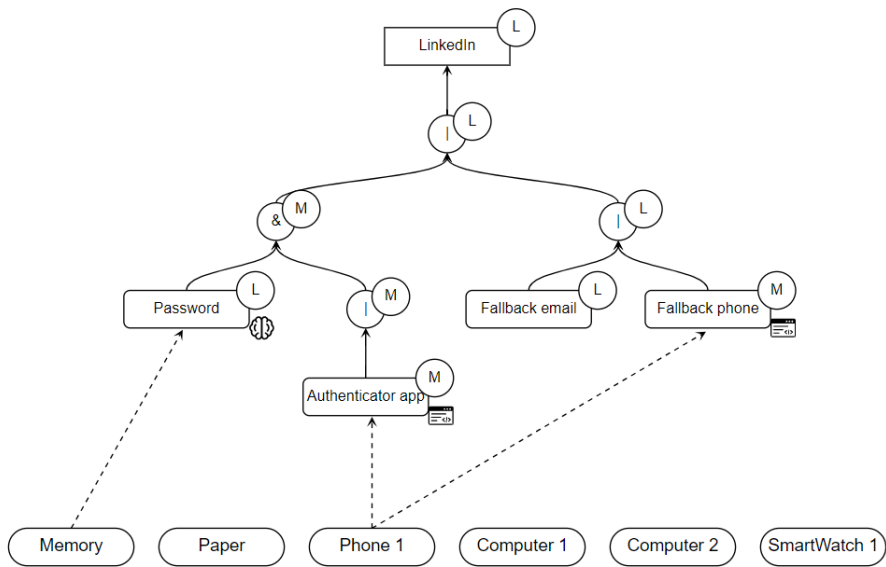 L
LinkedIn
L
|
M
&
L
|
L
Password
M
|
L
Fallback email
M
Fallback phone
M
Authenticator app
Memory
Paper
Phone 1
Computer 1
Computer 2
SmartWatch 1